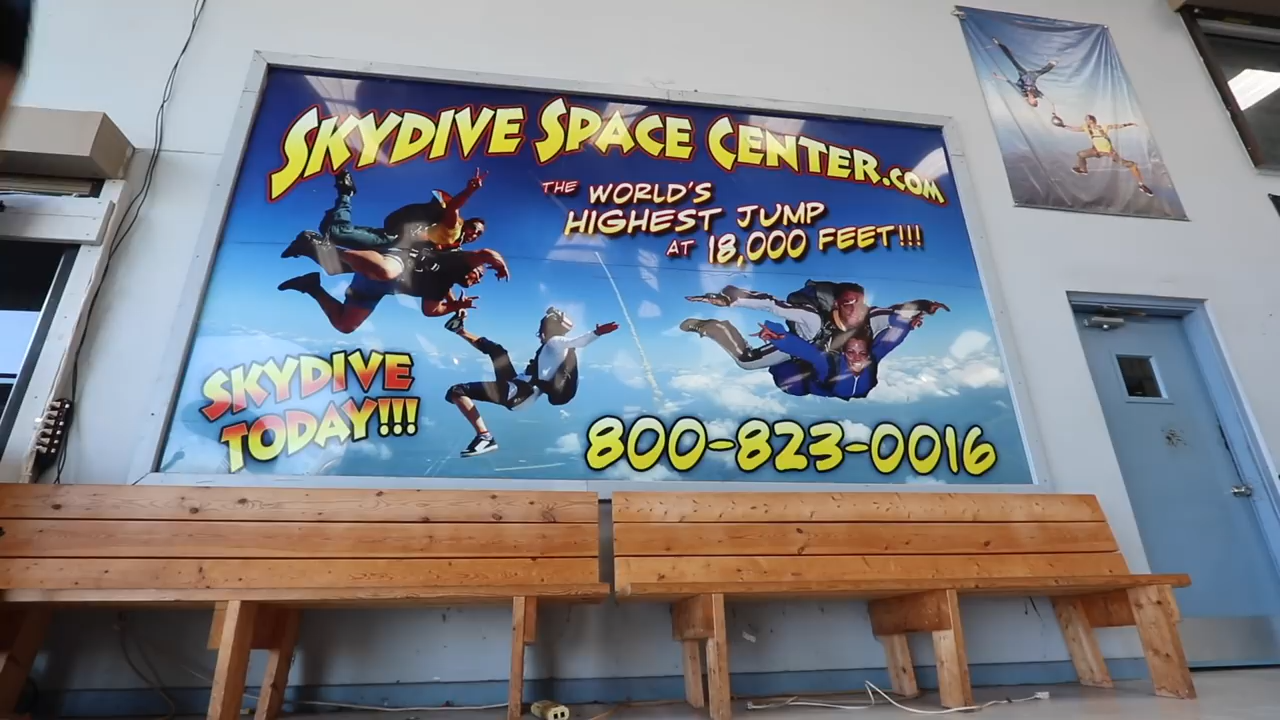 SKYDIVE SPACE CENTER.COM
THE WORLD'S
HIGHEST JUMP
AT 18,000 FEET!!!
SKYDIVE
TODAY!!!
800-823-0016